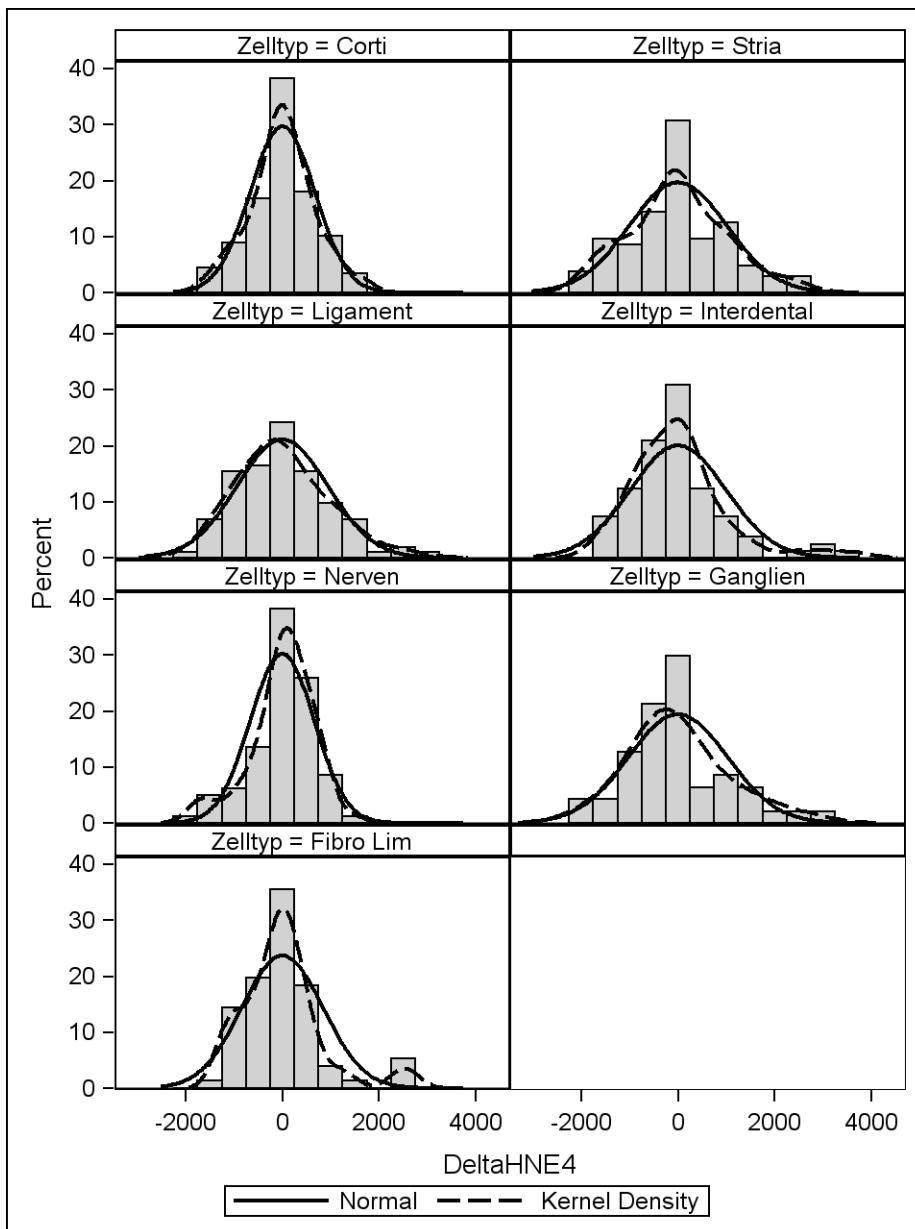 Zelltyp = Corti
Zelltyp = Stria
40
30
20
10
0
Zelltyp = Ligament
Zelltyp = Interdental
40
30
20
10
0
Percent
Zelltyp = Nerven
Zelltyp = Ganglien
40
30
20
10
0
Zelltyp = Fibro Lim
40
30
20
10
0
-2000 0 2000 4000 -2000 0 2000 4000
DeltaHNE4
Normal Kernel Density